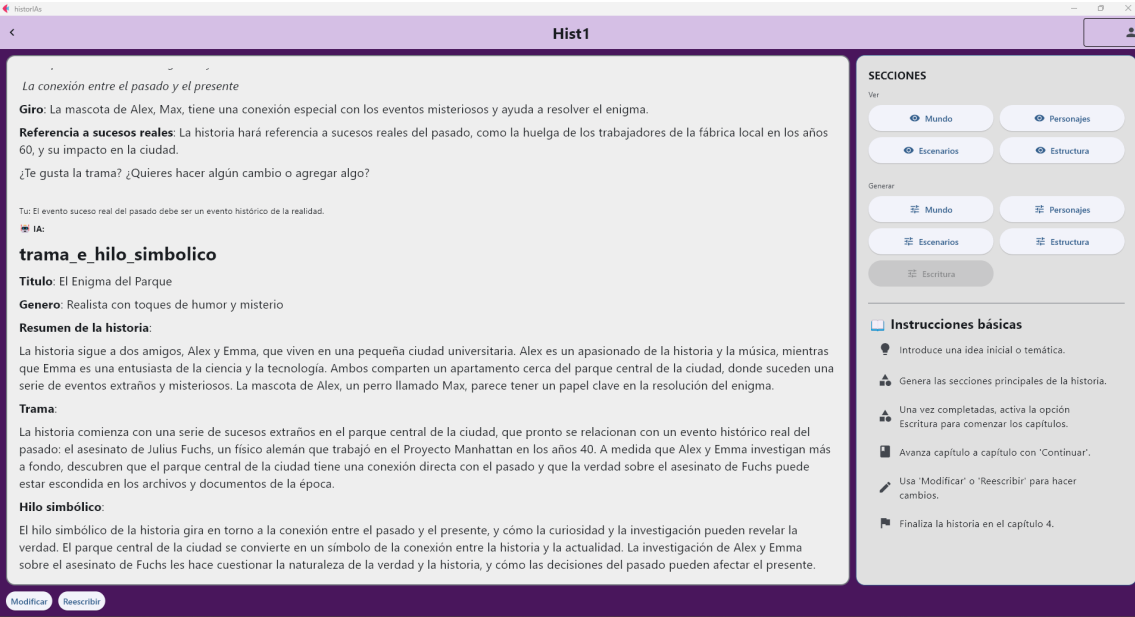 historIAs
Hist1
La conexión entre el pasado y el presente
Giro: La mascota de Alex, Max, tiene una conexión especial con los eventos misteriosos y ayuda a resolver el enigma.
Referencia a sucesos reales: La historia hará referencia a sucesos reales del pasado, como la huelga de los trabajadores de la fábrica local en los años
60, y su impacto en la ciudad.
¿Te gusta la trama? ¿Quieres hacer algún cambio o agregar algo?
Tu: El evento suceso real del pasado debe ser un evento histórico de la realidad.
IA:
trama_e_hilo_simbolico
Titulo: El Enigma del Parque
Genero: Realista con toques de humor y misterio
Resumen de la historia:
La historia sigue a dos amigos, Alex y Emma, que viven en una pequeña ciudad universitaria. Alex es un apasionado de la historia y la música, mientras
que Emma es una entusiasta de la ciencia y la tecnología. Ambos comparten un apartamento cerca del parque central de la ciudad, donde suceden una
serie de eventos extraños y misteriosos. La mascota de Alex, un perro llamado Max, parece tener un papel clave en la resolución del enigma.
Trama:
La historia comienza con una serie de sucesos extraños en el parque central de la ciudad, que pronto se relacionan con un evento histórico real del
pasado: el asesinato de Julius Fuchs, un físico alemán que trabajó en el Proyecto Manhattan en los años 40. A medida que Alex y Emma investigan más
a fondo, descubren que el parque central de la ciudad tiene una conexión directa con el pasado y que la verdad sobre el asesinato de Fuchs puede
estar escondida en los archivos y documentos de la época.
Hilo simbólico:
El hilo simbólico de la historia gira en torno a la conexión entre el pasado y el presente, y cómo la curiosidad y la investigación pueden revelar la
verdad. El parque central de la ciudad se convierte en un símbolo de la conexión entre la historia y la actualidad. La investigación de Alex y Emma
sobre el asesinato de Fuchs les hace cuestionar la naturaleza de la verdad y la historia, y cómo las decisiones del pasado pueden afectar el presente.
Modificar
Reescribir
SECCIONES
Ver
Mundo
Personajes
Escenarios
Estructura
Generar
Mundo
Personajes
Escenarios
Estructura
Escritura
Instrucciones básicas
Introduce una idea inicial o temática.
Genera las secciones principales de la historia.
Una vez completadas, activa la opción
Escritura para comenzar los capítulos.
Avanza capítulo a capítulo con 'Continuar'.
Usa 'Modificar' o 'Reescribir' para hacer
cambios.
Finaliza la historia en el capítulo 4.